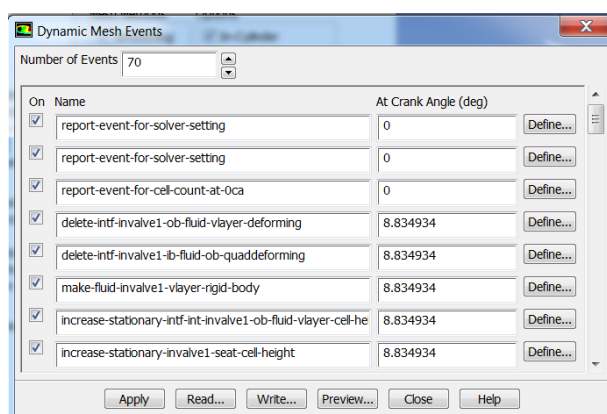 Dynamic Mesh Events
Number of Events 70
On Name At Crank Angle (deg)
report-event-for-solver-setting 0 Define...
report-event-for-solver-setting 0 Define...
report-event-for-cell-count-at-0ca 0 Define...
delete-intf-invalve1-ob-fluid-vlayer-deforming 8.834934 Define...
delete-intf-invalve1-ib-fluid-ob-quaddeforming 8.834934 Define...
make-fluid-invalve1-vlayer-rigid-body 8.834934 Define...
increase-stationary-intf-int-invalve1-ob-fluid-vlayer-cell-he 8.834934 Define...
increase-stationary-invalve1-seat-cell-height 8.834934 Define...
Apply Read... Write... Preview... Close Help